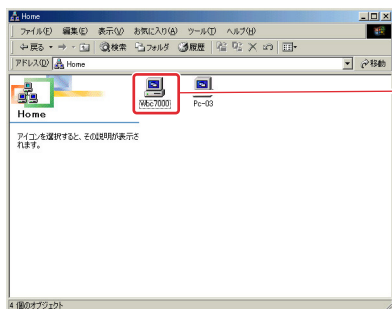 Home
ファイル(F) 編集(E) 表示(V) お気に入り(A) ツール(T) ヘルプ(H)
戻る 検索 フォルダ 履歴
アドレス(D) Home 移動
Home
Wbc7000
Pc-03
アイコンを選択すると、その説明が表示さ
れます。
4 個のオブジェクト